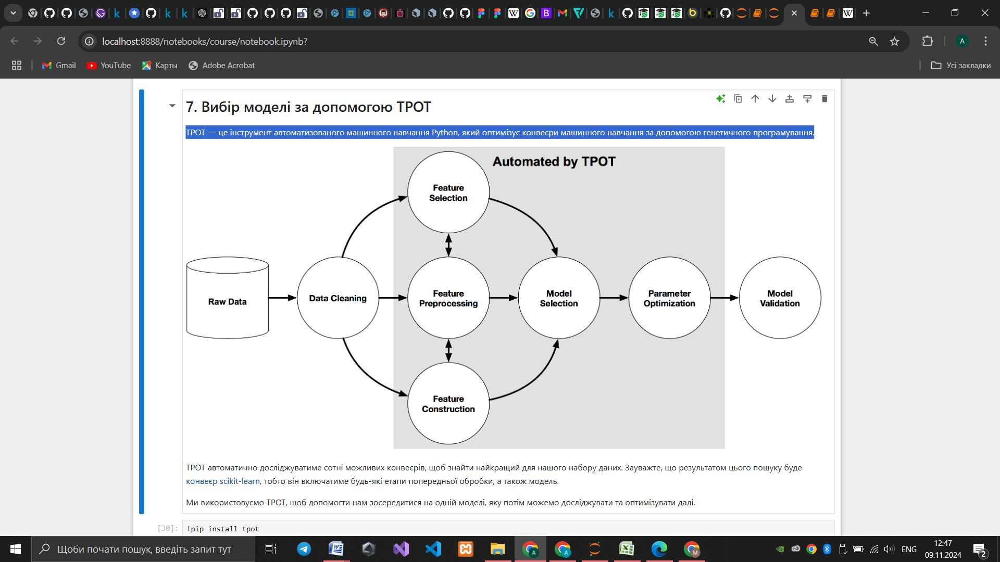 localhost:8888/notebooks/course/notebook.ipynb?
A
Gmail
YouTube
Карты
Adobe Acrobat
Усі закладки
7. Вибір моделі за допомогою TPOT
TPOT — це інструмент автоматизованого машинного навчання Python, який оптимізує конвеєри машинного навчання за допомогою генетичного програмування.
Automated by TPOT
Feature
Selection
Raw Data
Data Cleaning
Feature
Preprocessing
Model
Selection
Parameter
Optimization
Model
Validation
Feature
Construction
TPOT автоматично досліджуватиме сотні можливих конвеєрів, щоб знайти найкращий для нашого набору даних. Зауважте, що результатом цього пошуку буде
конвеєр scikit-learn, тобто він включатиме будь-які етапи попередньої обробки, а також модель.
Ми використовуємо TPOT, щоб допомогти нам зосередитися на одній моделі, яку потім можемо досліджувати та оптимізувати далі.
[30]:
!pip install tpot
Щоби почати пошук, введіть запит тут
ENG
12:47
09.11.2024
2